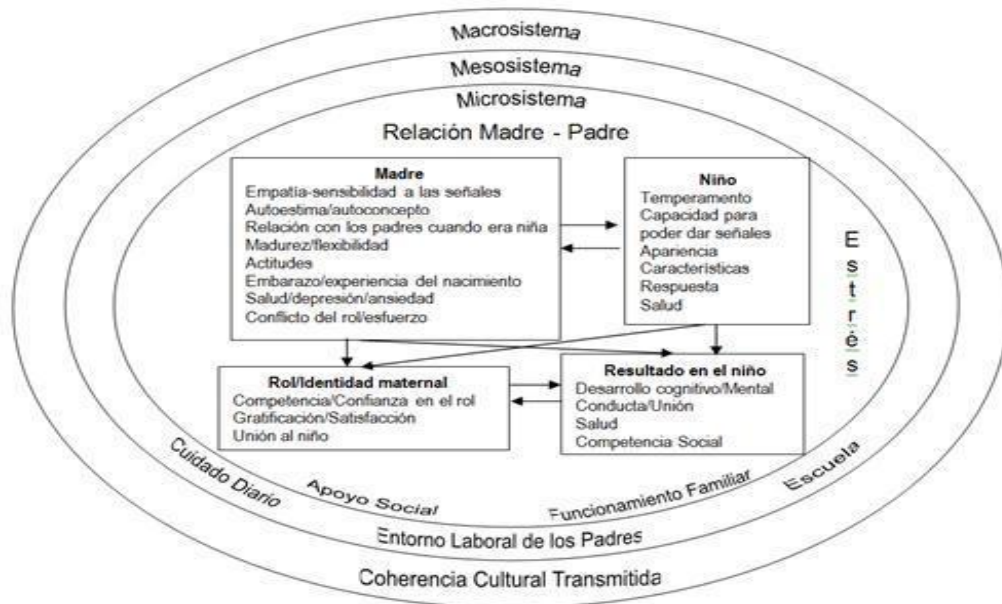 Macrosistema
Mesosistema
Microsistema
Relación Madre - Padre
Madre
Empatía-sensibilidad a las señales
Autoestima/autoconcepto
Relación con los padres cuando era niña
Madurez/flexibilidad
Actitudes
Embarazo/experiencia del nacimiento
Salud/depresión/ansiedad
Conflicto del rol/esfuerzo
Niño
Temperamento
Capacidad para
poder dar señales
Apariencia
Características
Respuesta
Salud
Estrés
Rol/Identidad maternal
Competencia/Confianza en el rol
Gratificación/Satisfacción
Unión al niño
Resultado en el niño
Desarrollo cognitivo/Mental
Conducta/Unión
Salud
Competencia Social
Cuidado Diario
Apoyo Social
Funcionamiento Familiar
Escuela
Entorno Laboral de los Padres
Coherencia Cultural Transmitida